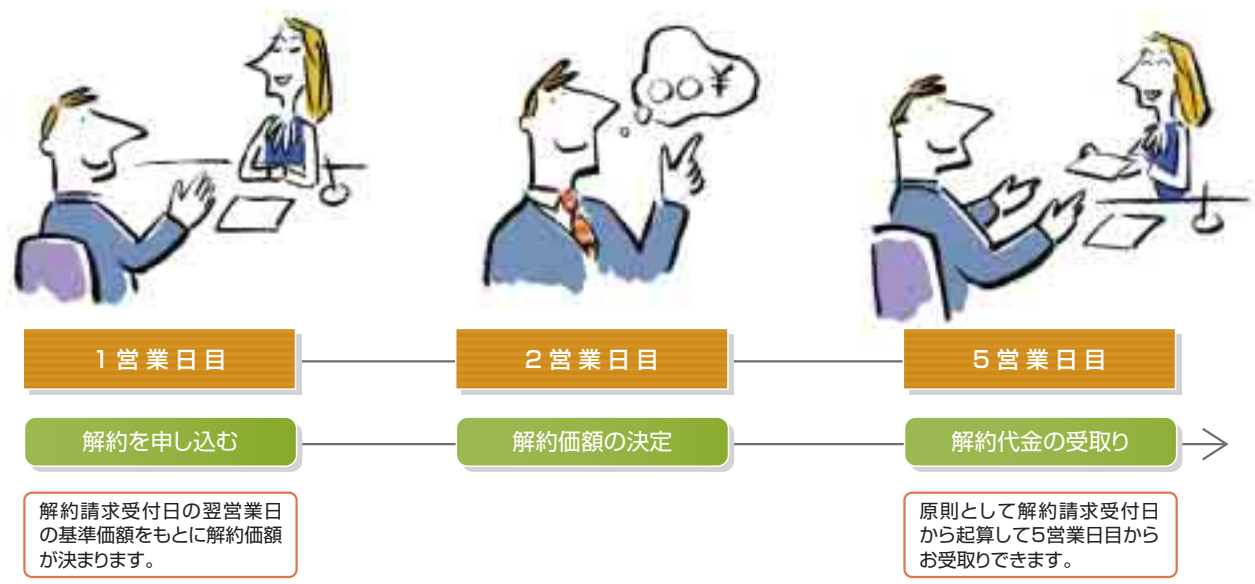 ○○¥
1営業日目
2営業日目
5営業日目
解約を申し込む
解約価額の決定
解約代金の受取り
解約請求受付日の翌営業日
の基準価額をもとに解約価額
が決まります。
原則として解約請求受付日
から起算して5営業日目から
お受取りできます。